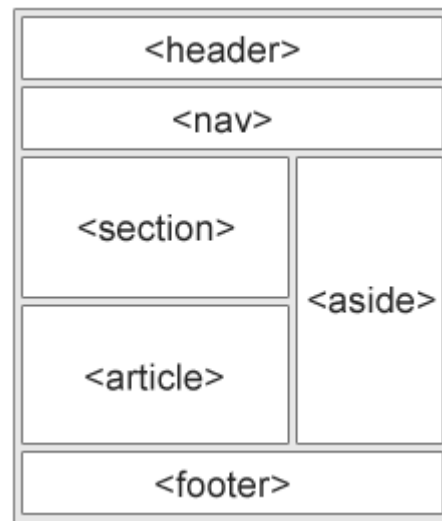 <header>
<nav>
<section>
<aside>
<article>
<footer>